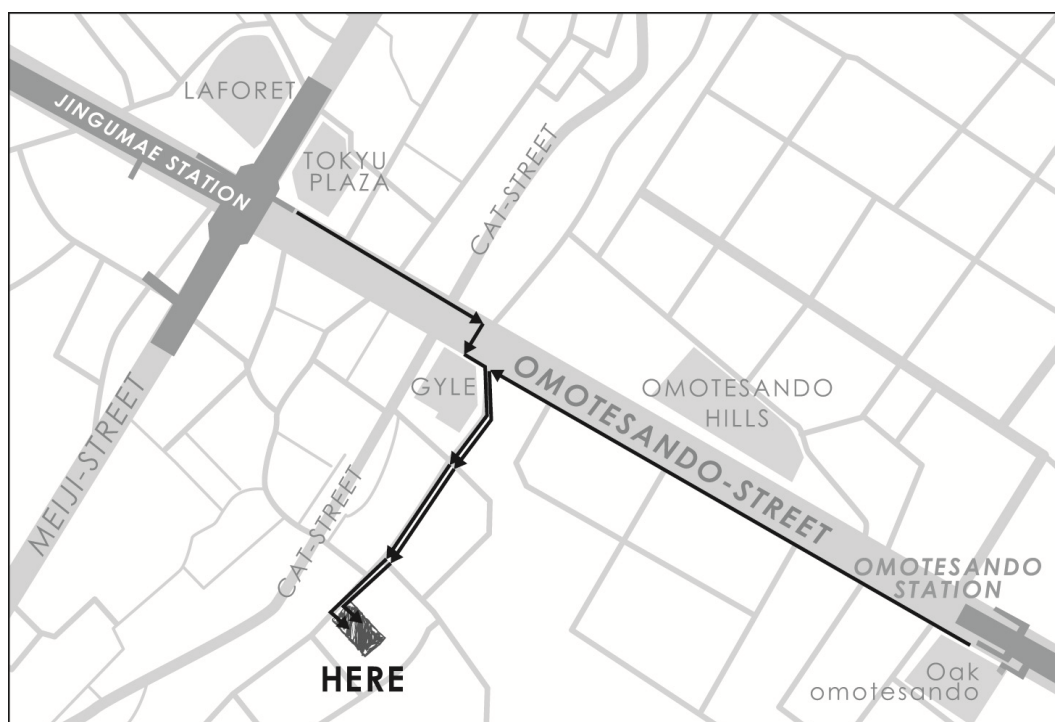 LAFORET
JINGUMAE STATION
TOKYU
PLAZA
CAT-STREET
GYLE
OMOTESANDO
HILLS
OMOTESANDO-STREET
MEIJI-STREET
CAT-STREET
OMOTESANDO
STATION
HERE
Oak
omotesando